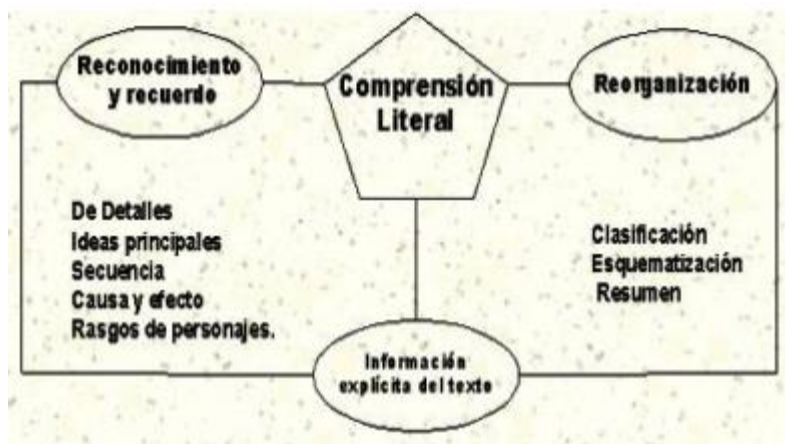 Reconocimiento
y recuerdo
Comprensión
Literal
Reorganización
De Detalles
Ideas principales
Secuencia
Causa y efecto
Rasgos de personajes.
Clasificación
Esquematización
Resumen
Información
explícita del texto